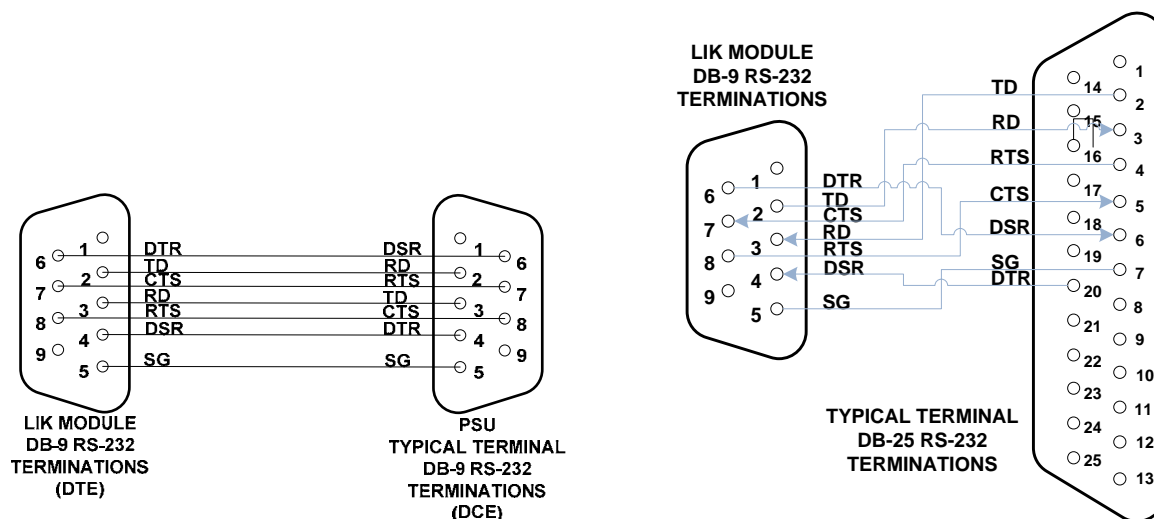 1
6 DTR DSR 1
2 TD RD 6
7 CTS RTS 2
3 RD TD 7
8 RTS CTS 3
4 DSR DTR 8
9 4 9
5 SG SG 5
LIK MODULE
DB-9 RS-232
TERMINATIONS
(DTE)
PSU
TYPICAL TERMINAL
DB-9 RS-232
TERMINATIONS
(DCE)
LIK MODULE
DB-9 RS-232
TERMINATIONS
6 1 DTR
TD
7 2 CTS
RD
8 3 RTS
DSR
9 4
5 SG
TD
RD
RTS
CTS
DSR
SG
DTR
14
15
16
17
18
19
20
21
22
23
24
25
1
2
3
4
5
6
7
8
9
10
11
12
13
TYPICAL TERMINAL
DB-25 RS-232
TERMINATIONS